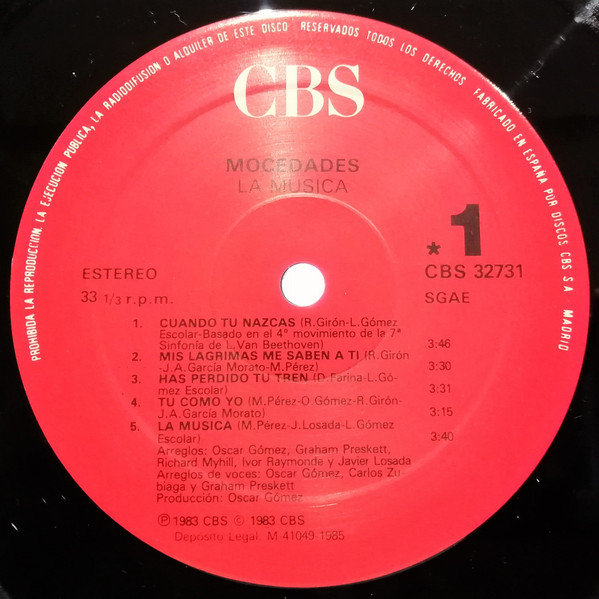 PROHIBIDA LA REPRODUCCION, LA EJECUCION PUBLICA, LA RADIODIFUSION O ALQUILER DE ESTE DISCO RESERVADOS TODOS LOS DERECHOS FABRICADO EN ESPAÑA POR DISCOS CBS S.A. MADRID
CBS
MOCEDADES
LA MUSICA
ESTEREO
33 1/3 r.p.m.
* 1
CBS 32731
SGAE
1. CUANDO TU NAZCAS (R.Girón-L.Gómez
Escolar-Basado en el 4º movimiento de la 7ª
Sinfonía de L.Van Beethoven) 3:46
2. MIS LAGRIMAS ME SABEN A TI (R.Girón
-J.A.García Morato-M.Pérez) 3:30
3. HAS PERDIDO TU TREN (D.Farina-L.Gó-
mez Escolar) 3:31
4. TU COMO YO (M.Pérez-O.Gómez-R.Girón-
J.A.García Morato) 3:15
5. LA MUSICA (M.Pérez-J.Losada-L.Gómez
Escolar) 3:40
Arreglos: Oscar Gómez, Graham Preskett,
Richard Myhill, Ivor Raymonde y Javier Losada
Arreglos de voces: Oscar Gómez, Carlos Zu-
biaga y Graham Preskett
Producción: Oscar Gómez
℗ 1983 CBS © 1983 CBS
Depósito Legal: M-41049-1985